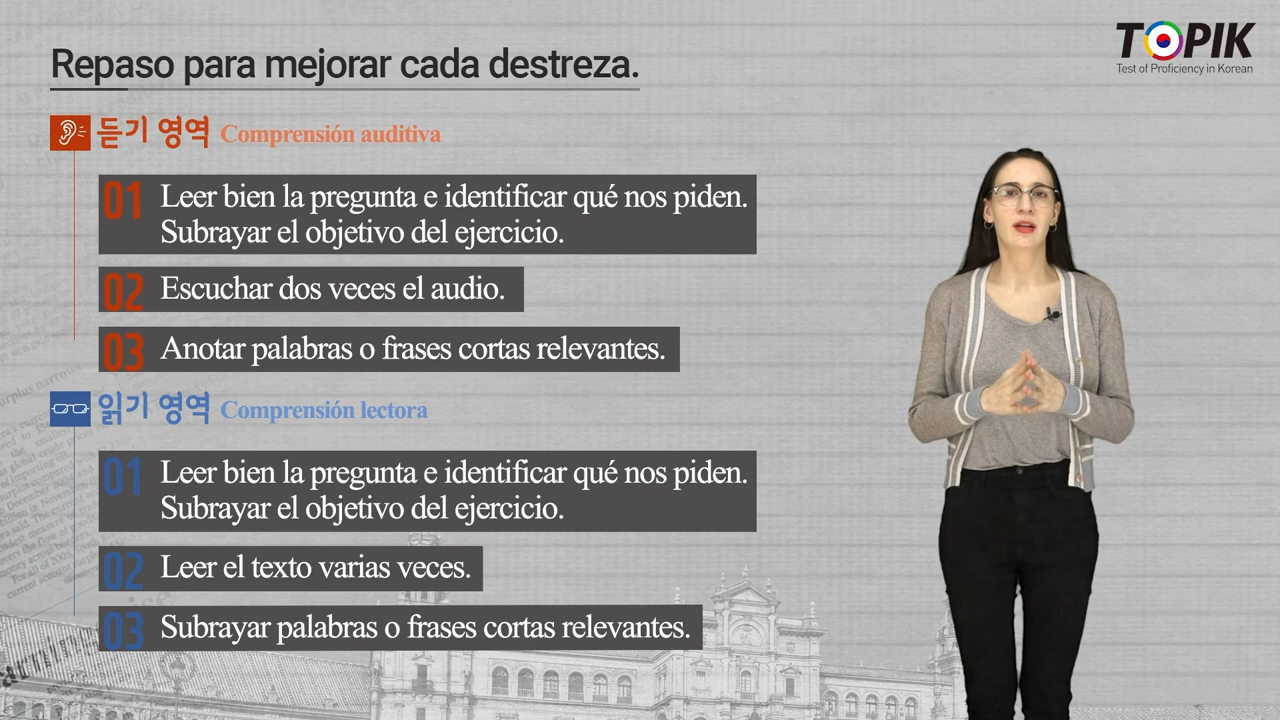 TOPIK
Test of Proficiency in Korean
Repaso para mejorar cada destreza.
듣기 영역 Comprensión auditiva
01 Leer bien la pregunta e identificar qué nos piden.
Subrayar el objetivo del ejercicio.
02 Escuchar dos veces el audio.
03 Anotar palabras o frases cortas relevantes.
읽기 영역 Comprensión lectora
01 Leer bien la pregunta e identificar qué nos piden.
Subrayar el objetivo del ejercicio.
02 Leer el texto varias veces.
03 Subrayar palabras o frases cortas relevantes.